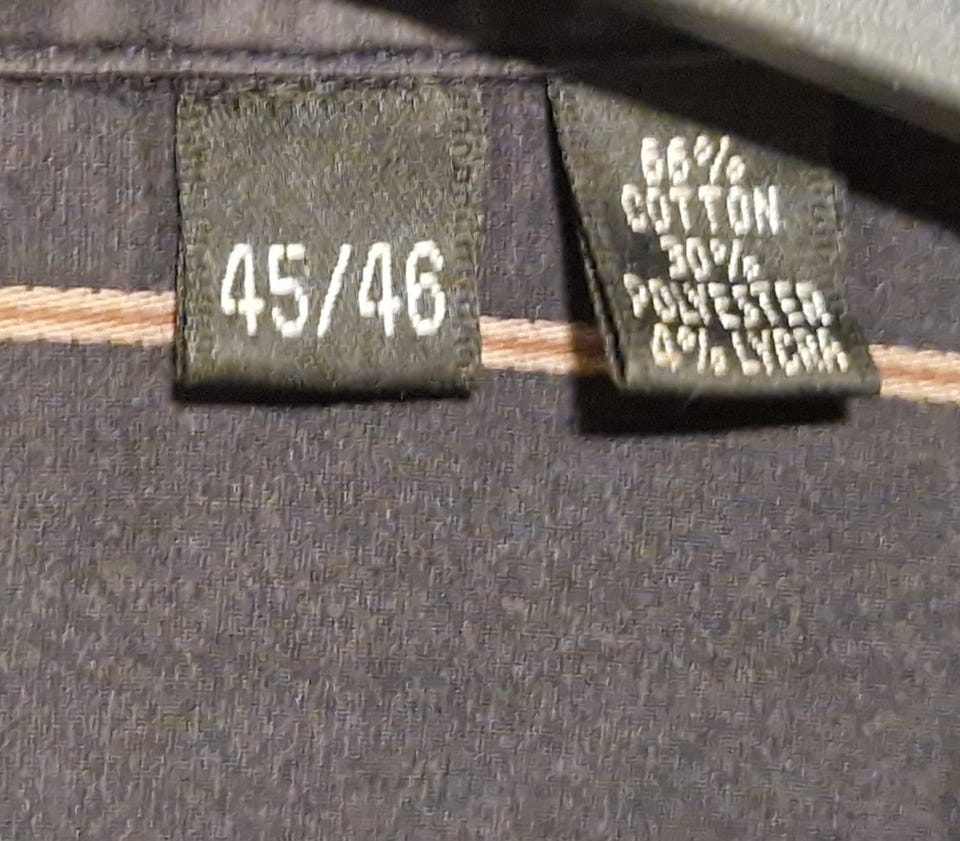 45/46
66%
COTTON
30%
POLYESTER
4% LYCRA